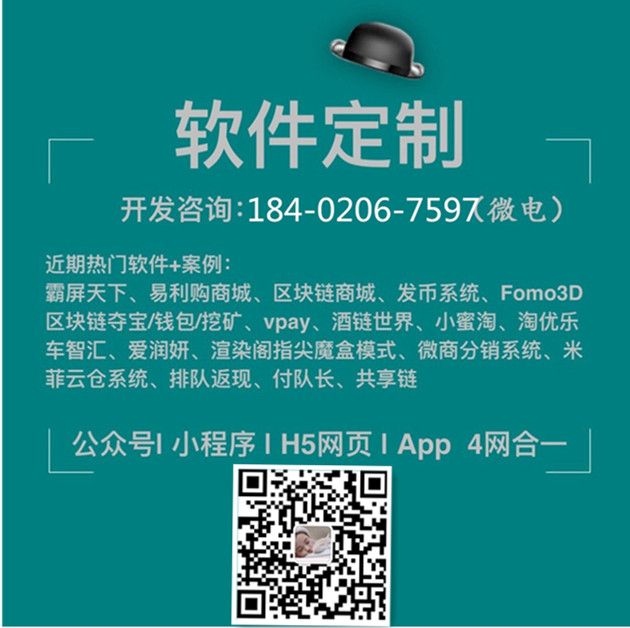 软件定制
开发咨询:184-0206-7597（微电）
近期热门软件+案例:
霸屏天下、易利购商城、区块链商城、发币系统、Fomo3D
区块链夺宝/钱包/挖矿、vpay、酒链世界、小蜜淘、淘优乐
车智汇、爱润妍、渲染阁指尖魔盒模式、微商分销系统、米
菲云仓系统、排队返现、付队长、共享链
公众号I 小程序 I H5网页 I App 4网合一